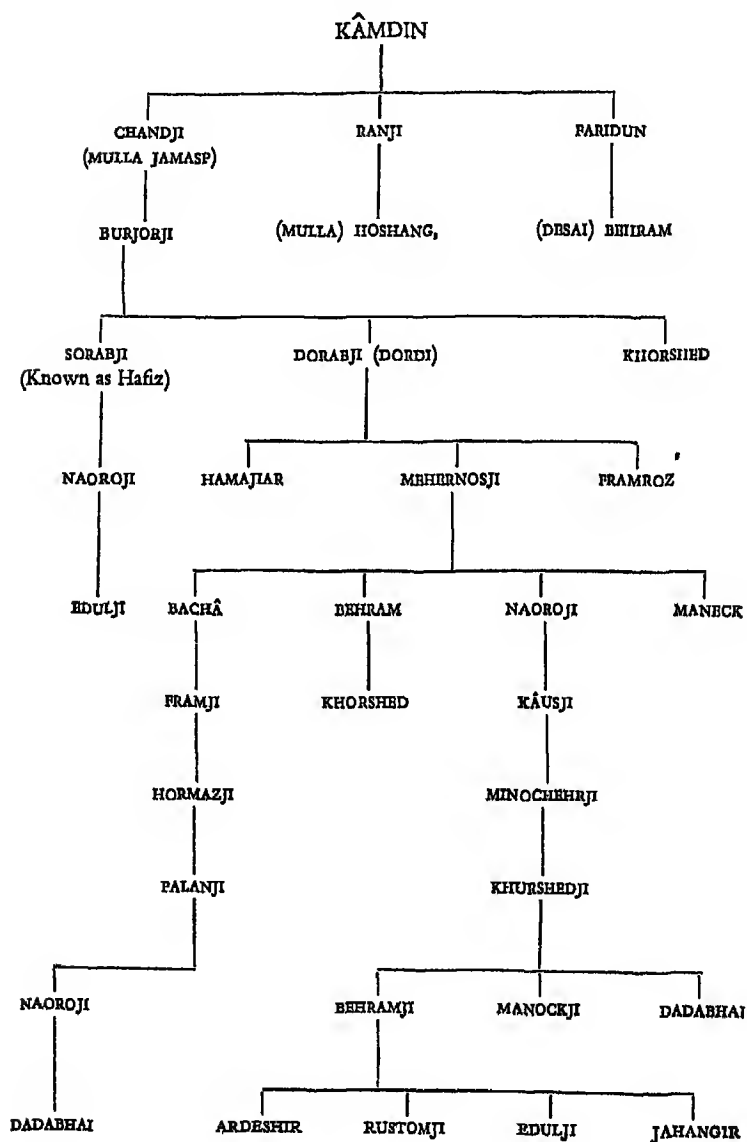 KÂMDIN
CHANDJI RANJI FARIDUN
(MULLA JAMASP)
BURJORJI (MULLA) HOSHANG, (DESAI) BEHRAM
SORABJI DORABJI (DORDI) KHORSHED
(Known as Hafiz)
NAOROJI HAMAJIAR MEHERNOSJI FRAMROZ
EDULJI BACHÂ BEHRAM NAOROJI MANECK
FRAMJI KHORSHED KÂUSJI
HORMAZJI MINOCHEHRJI
PALANJI KHURSHEDJI
NAOROJI BEHRAMJI MANOCKJI DADABHAI
DADABHAI ARDESHIR RUSTOMJI EDULJI JAHANGIR